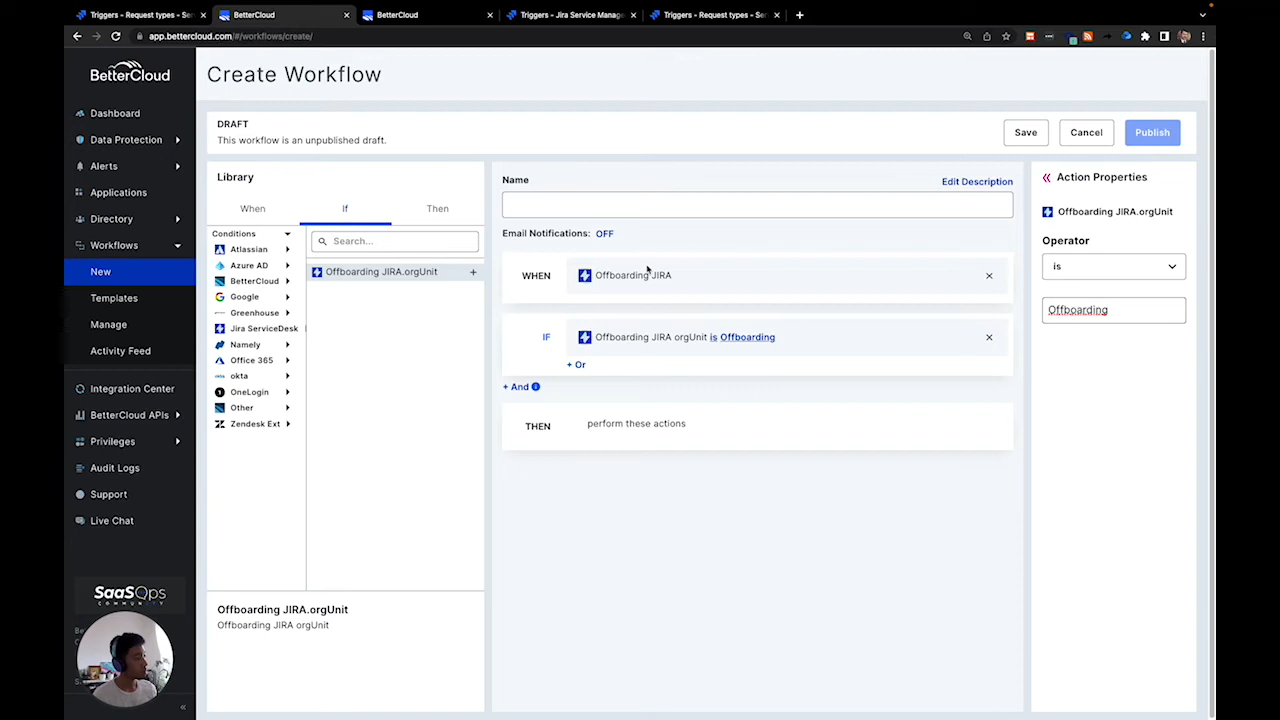 Triggers - Request types - Ser
BetterCloud
BetterCloud
Triggers - Jira Service Manage
Triggers - Request types - Ser
app.bettercloud.com/#/workflows/create/
BetterCloud
Dashboard
Data Protection
Alerts
Applications
Directory
Workflows
New
Templates
Manage
Activity Feed
Integration Center
BetterCloud APIs
Privileges
Audit Logs
Support
Live Chat
SaaSOps
COMMUNITY
Create Workflow
DRAFT
This workflow is an unpublished draft.
Save
Cancel
Publish
Library
When
If
Then
Conditions
Atlassian
Azure AD
BetterCloud
Google
Greenhouse
Jira ServiceDesk
Namely
Office 365
okta
okta
OneLogin
Other
Zendesk Ext
Search...
Offboarding JIRA.orgUnit
+
Offboarding JIRA.orgUnit
Offboarding JIRA orgUnit
Name
Edit Description
Email Notifications: OFF
WHEN
Offboarding JIRA
IF
Offboarding JIRA orgUnit is Offboarding
+ Or
+ And
THEN
perform these actions
Action Properties
Offboarding JIRA.orgUnit
Operator
is
Offboarding